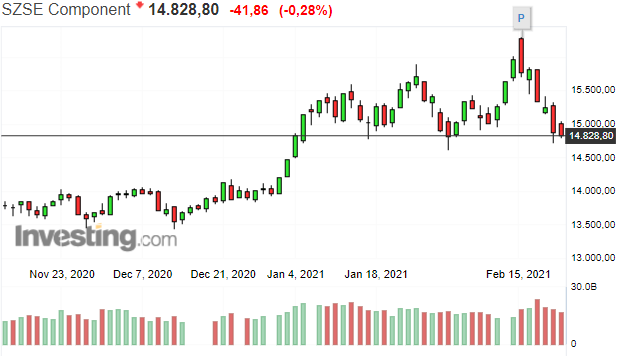 SZSE Component 14.828,80 -41,86 (-0,28%)
P
15.500,00
15.000,00
14.828,80
14.500,00
14.000,00
13.500,00
13.000,00
Investing.com
Nov 23, 2020 Dec 7, 2020 Dec 21, 2020 Jan 4, 2021 Jan 18, 2021 Feb 15, 2021
30.0B
0